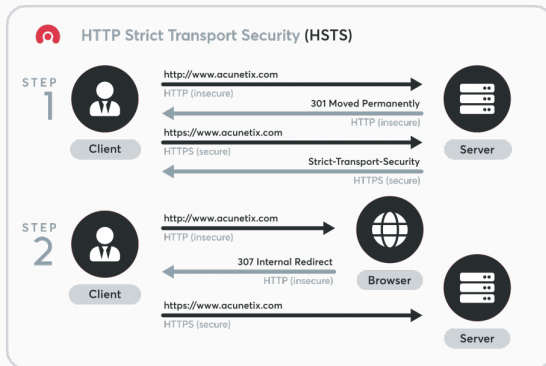 HTTP Strict Transport Security (HSTS)
STEP
1
http://www.acunetix.com
HTTP (insecure)
301 Moved Permanently
HTTP (insecure)
https://www.acunetix.com
HTTPS (secure)
Strict-Transport-Security
HTTPS (secure)
Client
Server
STEP
2
http://www.acunetix.com
HTTP (insecure)
307 Internal Redirect
HTTP (insecure)
Client
Browser
https://www.acunetix.com
HTTPS (secure)
Server